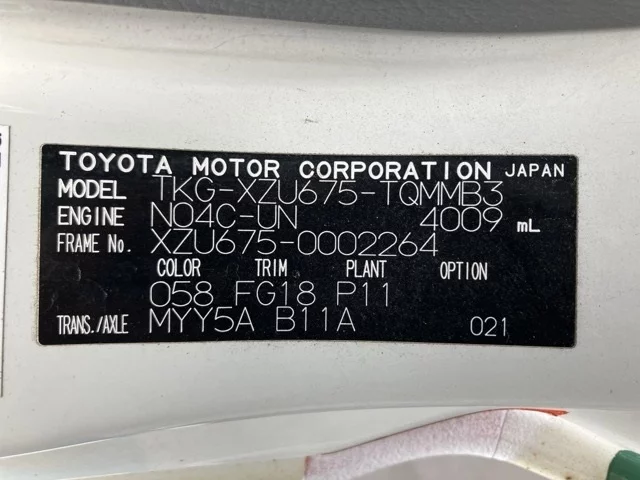 TOYOTA MOTOR CORPORATION JAPAN
MODEL TKG-XZU675-TQMMB3
ENGINE N04C-UN 4009 mL
FRAME No. XZU675-0002264
COLOR TRIM PLANT OPTION
058 FG18 P11
TRANS./AXLE MYY5A B11A 021